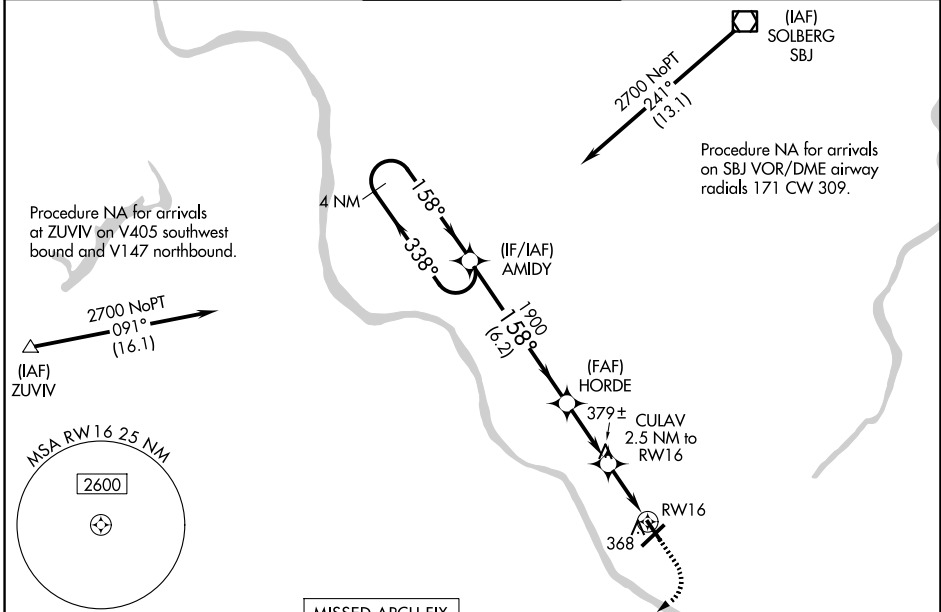 (IAF)
SOLBERG
SBJ
2700 NoPT
241°
(13.1)
Procedure NA for arrivals
on SBJ VOR/DME airway
radials 171 CW 309.
4 NM
158°
338°
(IF/IAF)
AMIDY
Procedure NA for arrivals
at ZUVIV on V405 southwest
bound and V147 northbound.
2700 NoPT
091°
(16.1)
(IAF)
ZUVIV
1900
158°
(6.2)
(FAF)
HORDE
379±
CULAV
2.5 NM to
RW16
MSA RW16 25 NM
2600
RW16
368
MISSED APCH FIX